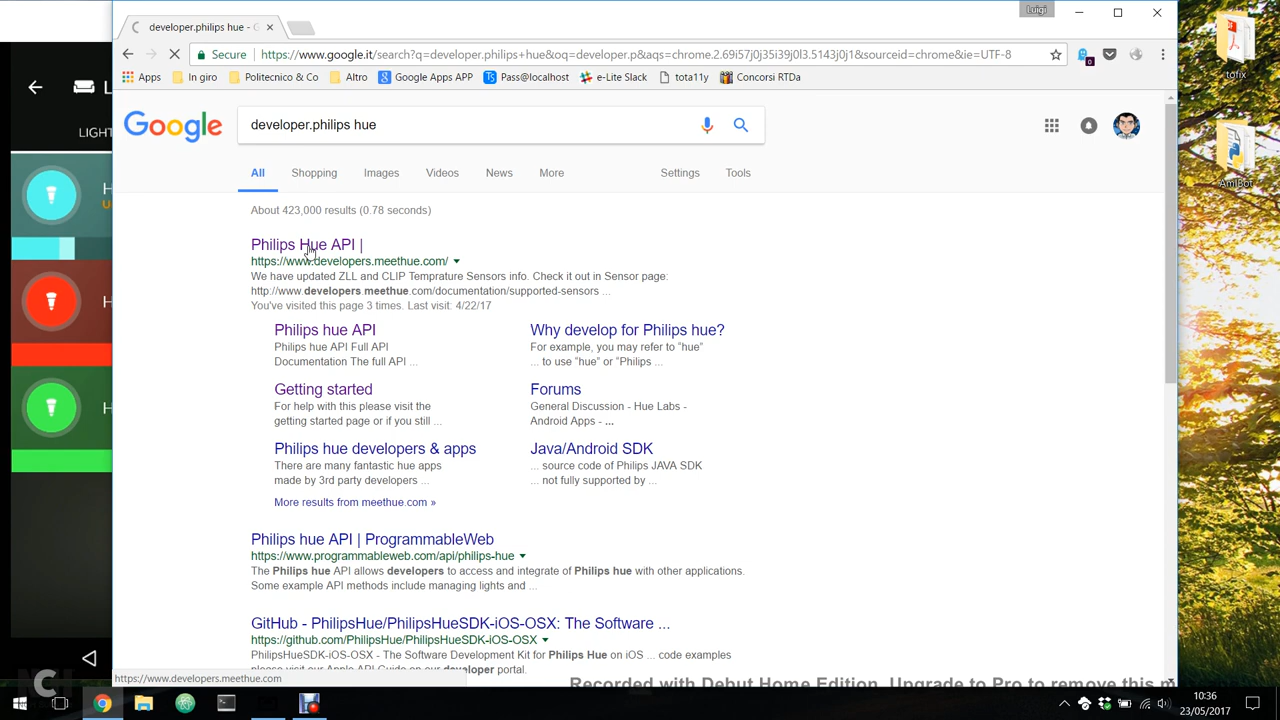 Luigi
developer.philips hue - G
Secure
https://www.google.it/search?q=developer.philips+hue&oq=developer.p&aqs=chrome.2.69i57j0j35i39j0l3.5143j0j1&sourceid=chrome&ie=UTF-8
Apps In giro Politecnico & Co Altro Google Apps APP Pass@localhost e-Lite Slack tota11y Concorsi RTDa
Google
developer.philips hue
All Shopping Images Videos News More Settings Tools
About 423,000 results (0.78 seconds)
Philips Hue API |
https://www.developers.meethue.com/
We have updated ZLL and CLIP Temprature Sensors info. Check it out in Sensor page:
http://www.developers.meethue.com/documentation/supported-sensors ...
You've visited this page 3 times. Last visit: 4/22/17
Philips hue API
Philips hue API Full API
Documentation The full API ...
Why develop for Philips hue?
For example, you may refer to “hue”
... to use “hue” or “Philips ...
Getting started
For help with this please visit the
getting started page or if you still ...
Forums
General Discussion - Hue Labs -
Android Apps - ...
Philips hue developers & apps
There are many fantastic hue apps
made by 3rd party developers ...
Java/Android SDK
... source code of Philips JAVA SDK
... not fully supported by ...
More results from meethue.com »
Philips hue API | ProgrammableWeb
https://www.programmableweb.com/api/philips-hue
The Philips hue API allows developers to access and integrate of Philips hue with other applications.
Some example API methods include managing lights and ...
GitHub - PhilipsHue/PhilipsHueSDK-iOS-OSX: The Software ...
https://github.com/PhilipsHue/PhilipsHueSDK-iOS-OSX
PhilipsHueSDK-iOS-OSX - The Software Development Kit for Philips Hue on iOS ... code examples
please visit our Apple API Guide on our developer portal.
https://www.developers.meethue.com
L
LIGHT
H
H
H
tofix
AmiBot
Recorded with Debut Home Edition. Upgrade to Pro to remove this m
10:36
23/05/2017